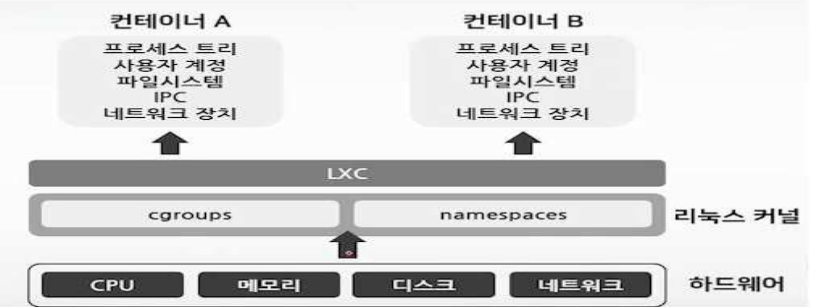 컨테이너 A
프로세스 트리
사용자 계정
파일시스템
IPC
네트워크 장치
컨테이너 B
프로세스 트리
사용자 계정
파일시스템
IPC
네트워크 장치
LXC
cgroups
namespaces
리눅스 커널
CPU
메모리
디스크
네트워크
하드웨어